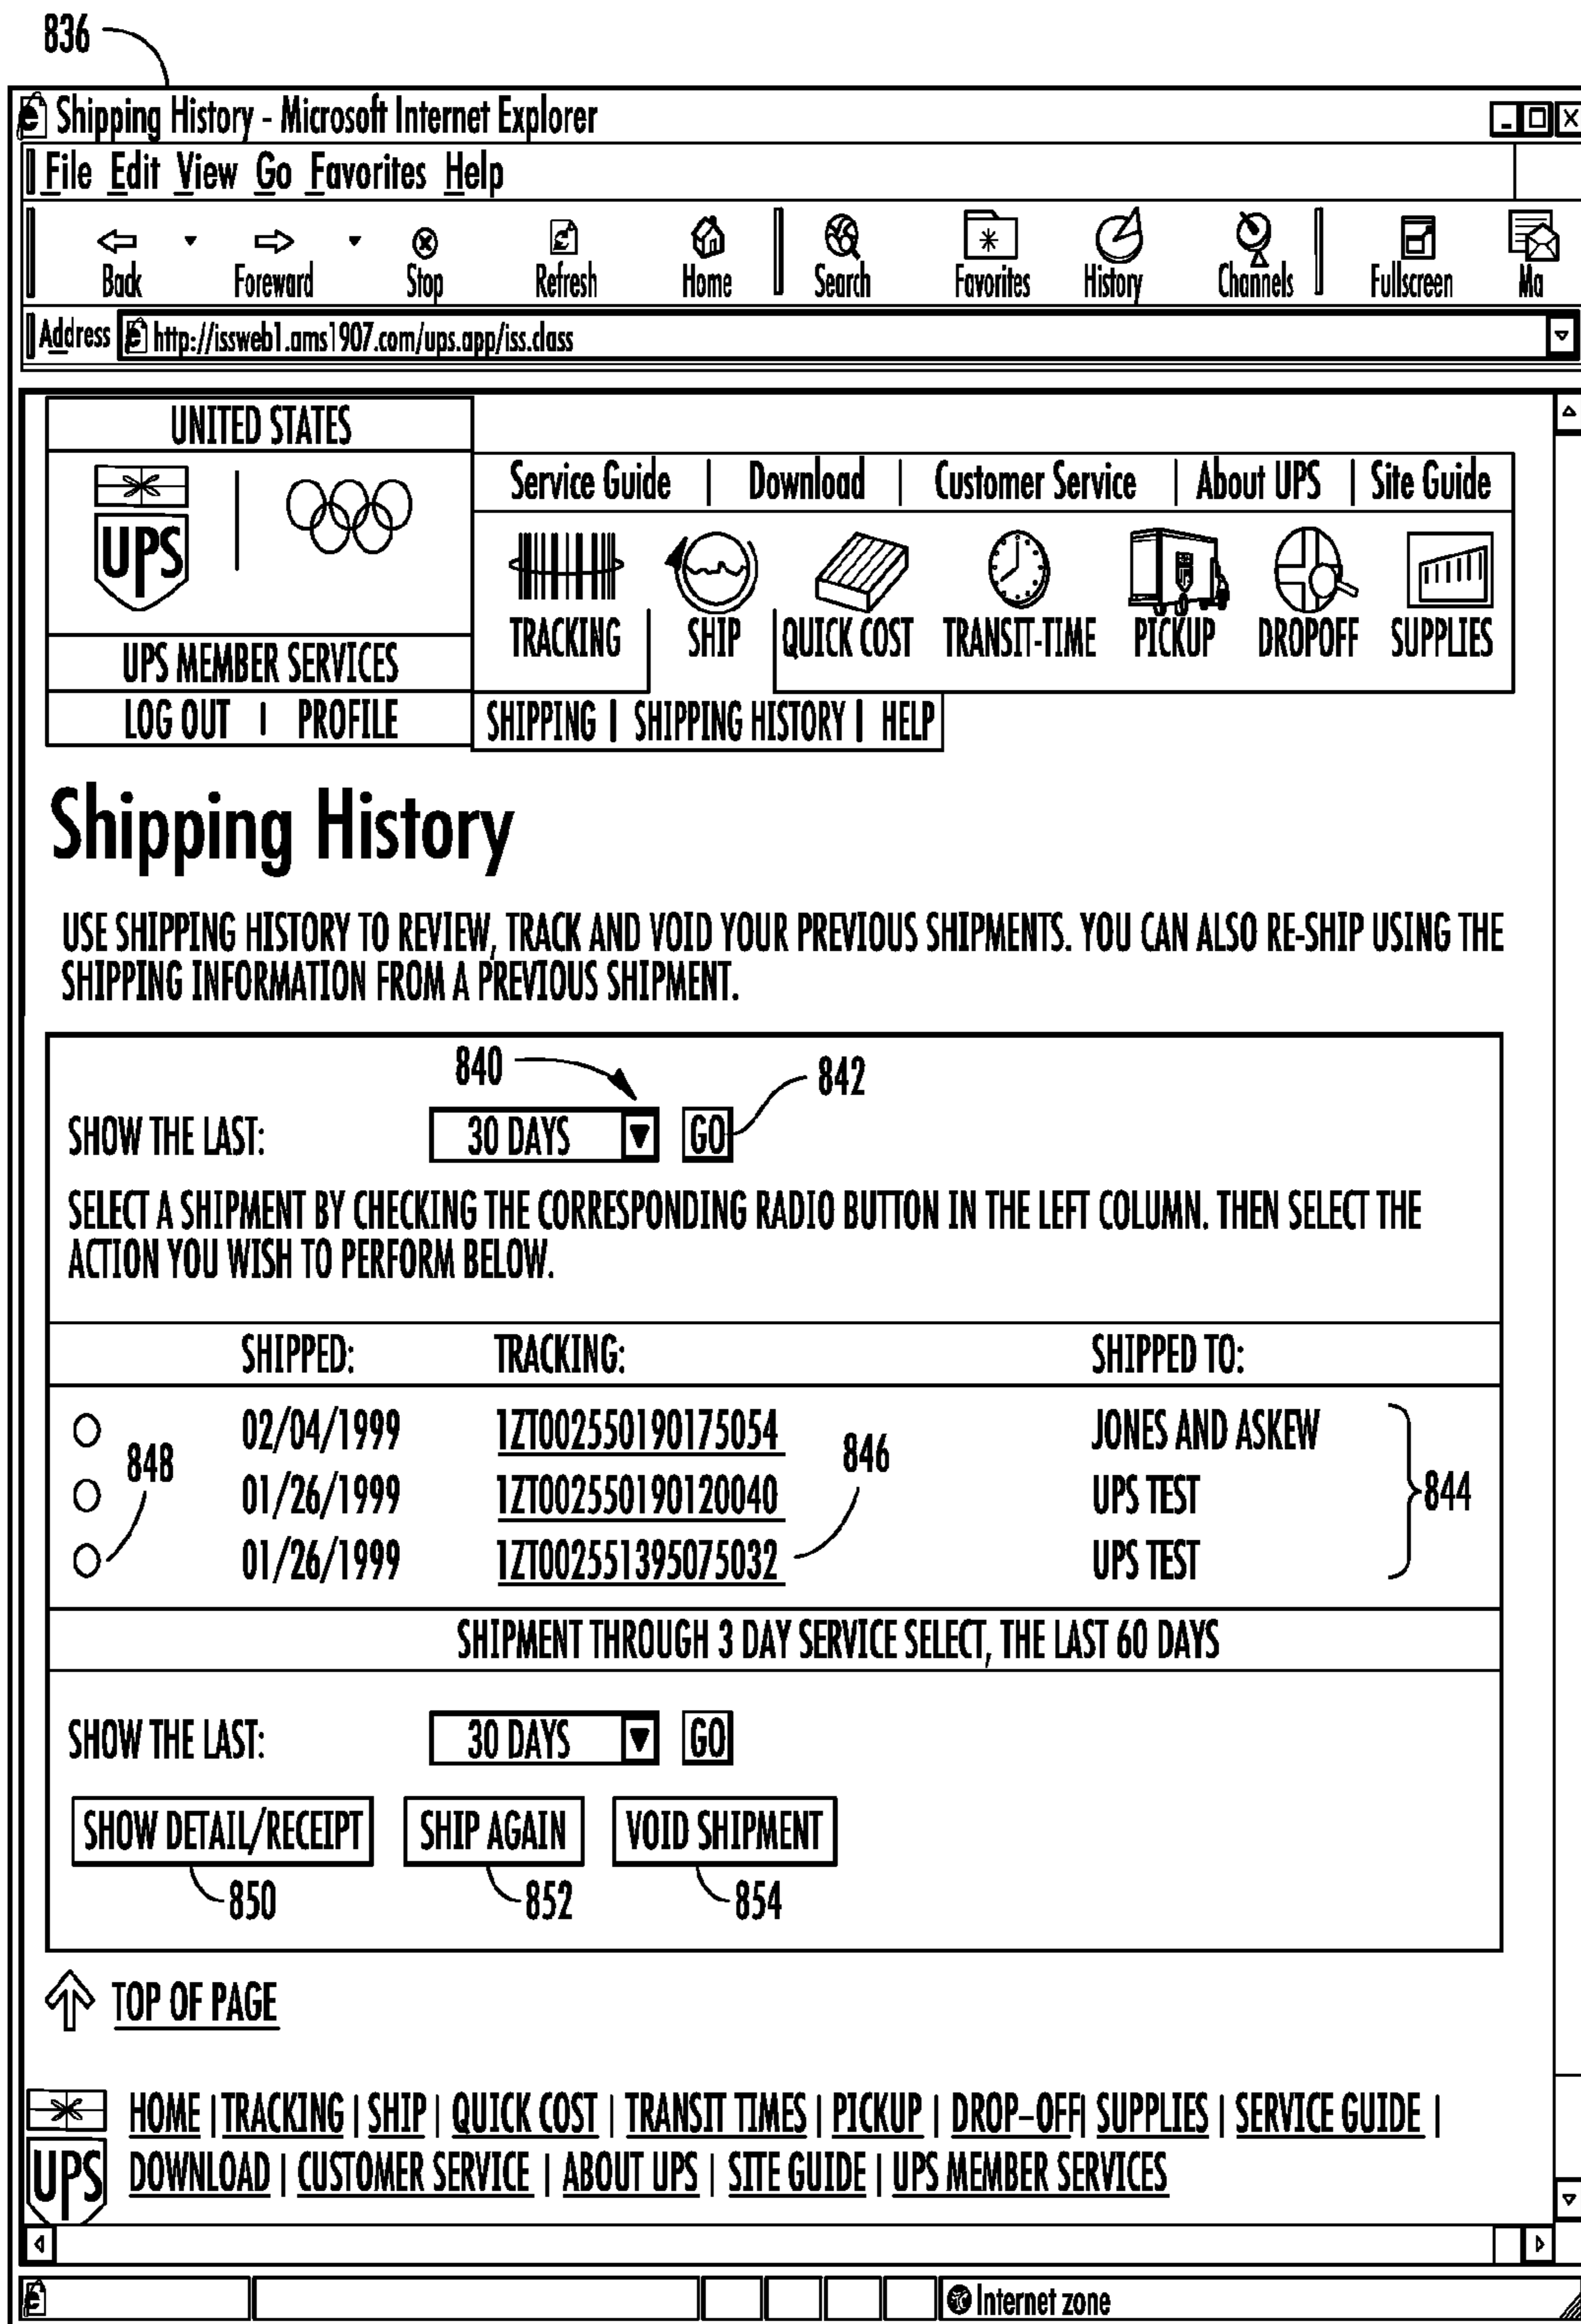 836
Shipping History - Microsoft Internet Explorer
File Edit View Go Favorites Help
Back Foreward Stop Refresh Home Search Favorites History Channels Fullscreen Ma
Address http://issweb1.ams1907.com/ups.app/iss.class
UNITED STATES
Service Guide | Download | Customer Service | About UPS | Site Guide
UPS
TRACKING SHIP QUICK COST TRANSIT-TIME PICKUP DROPOFF SUPPLIES
UPS MEMBER SERVICES
LOG OUT | PROFILE SHIPPING | SHIPPING HISTORY | HELP
Shipping History
USE SHIPPING HISTORY TO REVIEW, TRACK AND VOID YOUR PREVIOUS SHIPMENTS. YOU CAN ALSO RE-SHIP USING THE
SHIPPING INFORMATION FROM A PREVIOUS SHIPMENT.
840 842
SHOW THE LAST: 30 DAYS GO
SELECT A SHIPMENT BY CHECKING THE CORRESPONDING RADIO BUTTON IN THE LEFT COLUMN. THEN SELECT THE
ACTION YOU WISH TO PERFORM BELOW.
SHIPPED: TRACKING: SHIPPED TO:
02/04/1999 1ZT002550190175054 JONES AND ASKEW
848 846
01/26/1999 1ZT002550190120040 UPS TEST 844
01/26/1999 1ZT002551395075032 UPS TEST
SHIPMENT THROUGH 3 DAY SERVICE SELECT, THE LAST 60 DAYS
SHOW THE LAST: 30 DAYS GO
SHOW DETAIL/RECEIPT SHIP AGAIN VOID SHIPMENT
850 852 854
TOP OF PAGE
HOME | TRACKING | SHIP | QUICK COST | TRANSIT TIMES | PICKUP | DROP-OFF | SUPPLIES | SERVICE GUIDE |
UPS DOWNLOAD | CUSTOMER SERVICE | ABOUT UPS | SITE GUIDE | UPS MEMBER SERVICES
Internet zone